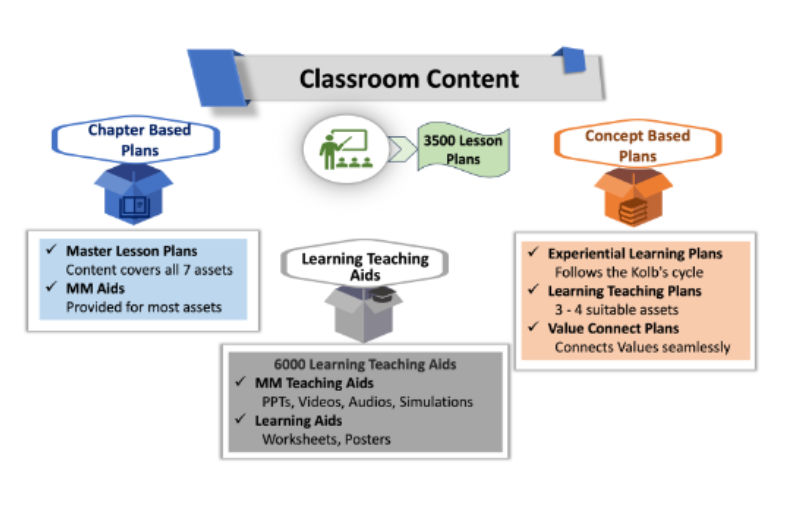 Classroom Content
Chapter Based
Plans
3500 Lesson
Plans
Concept Based
Plans
✓ Master Lesson Plans
Content covers all 7 assets
✓ MM Aids
Provided for most assets
Learning Teaching
Aids
6000 Learning Teaching Aids
✓ MM Teaching Aids
PPTs, Videos, Audios, Simulations
✓ Learning Aids
Worksheets, Posters
✓ Experiential Learning Plans
Follows the Kolb's cycle
✓ Learning Teaching Plans
3 - 4 suitable assets
✓ Value Connect Plans
Connects Values seamlessly